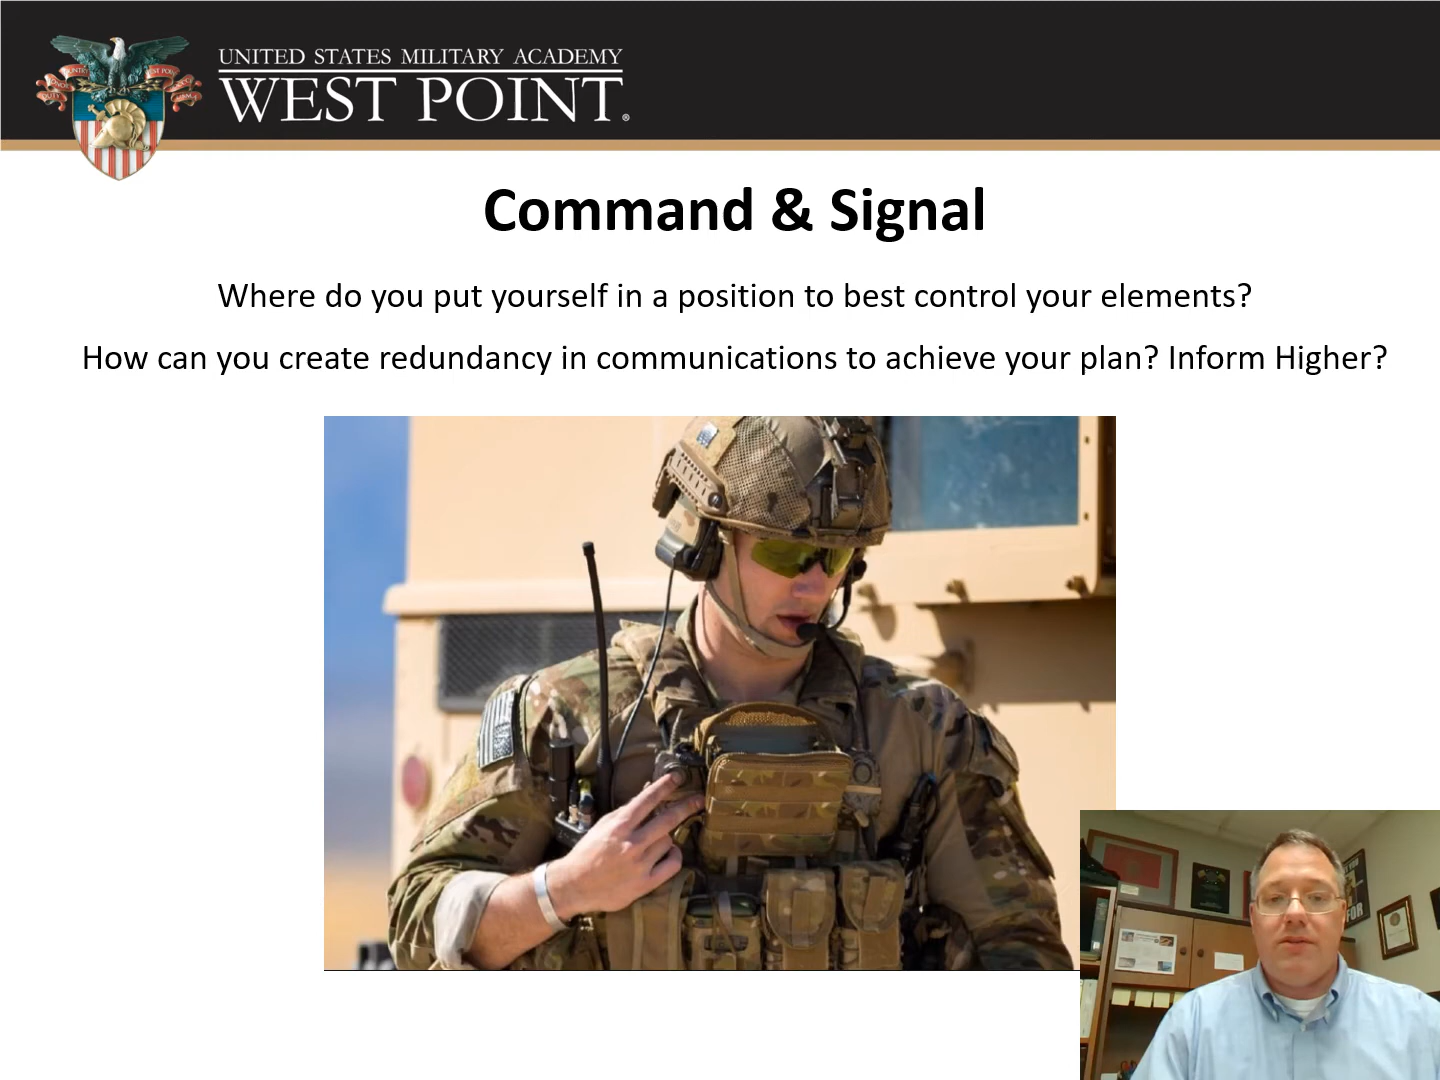 UNITED STATES MILITARY ACADEMY
WEST POINT®
Command & Signal
Where do you put yourself in a position to best control your elements?
How can you create redundancy in communications to achieve your plan? Inform Higher?
FOR